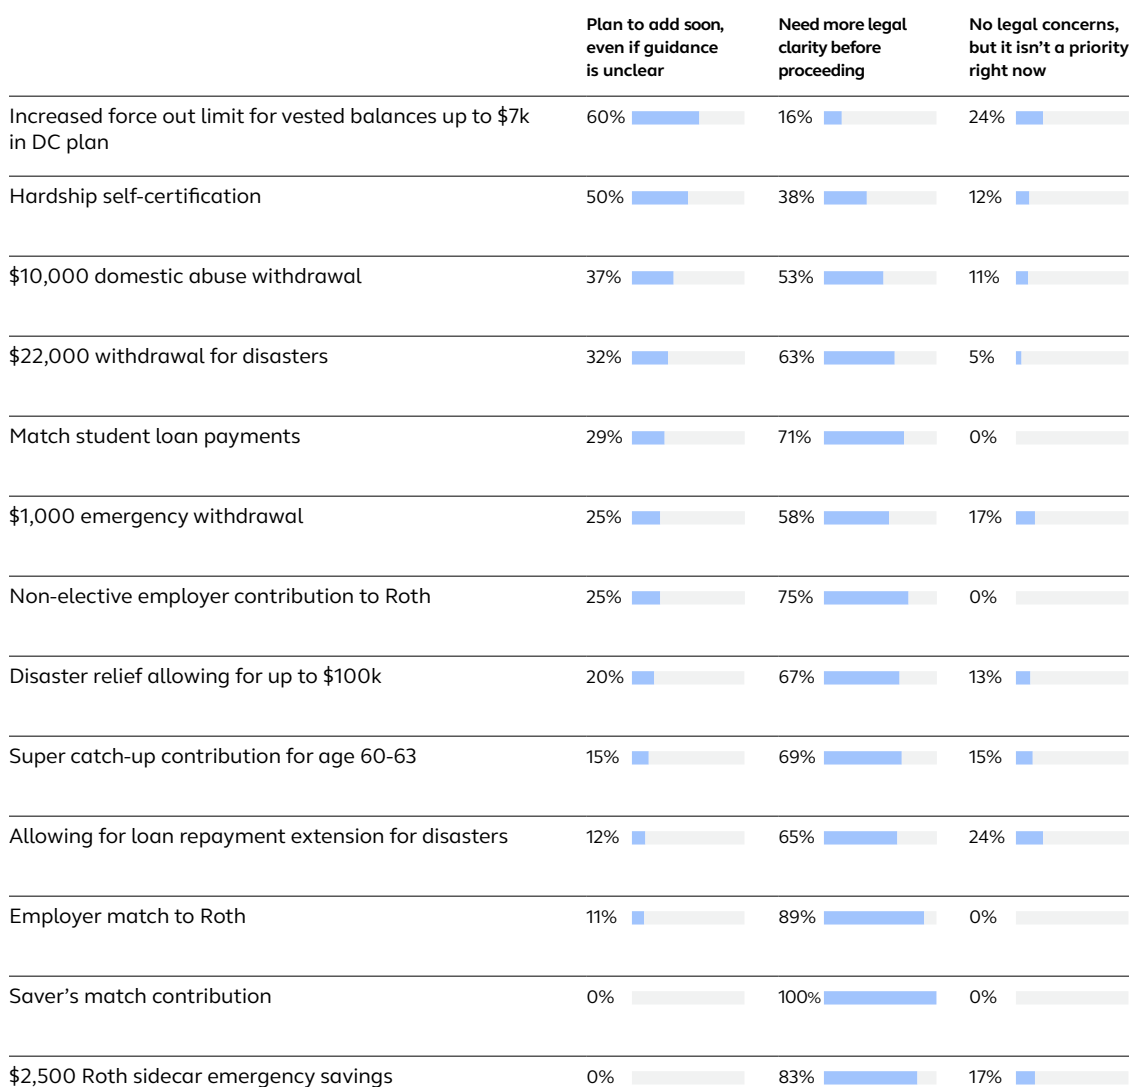 Plan to add soon,
even if guidance
is unclear
Need more legal
clarity before
proceeding
No legal concerns,
but it isn’t a priority
right now
Increased force out limit for vested balances up to $7k
in DC plan
60%
16%
24%
Hardship self-certification
50%
38%
12%
$10,000 domestic abuse withdrawal
37%
53%
11%
$22,000 withdrawal for disasters
32%
63%
5%
Match student loan payments
29%
71%
0%
$1,000 emergency withdrawal
25%
58%
17%
Non-elective employer contribution to Roth
25%
75%
0%
Disaster relief allowing for up to $100k
20%
67%
13%
Super catch-up contribution for age 60-63
15%
69%
15%
Allowing for loan repayment extension for disasters
12%
65%
24%
Employer match to Roth
11%
89%
0%
Saver’s match contribution
0%
100%
0%
$2,500 Roth sidecar emergency savings
0%
83%
17%